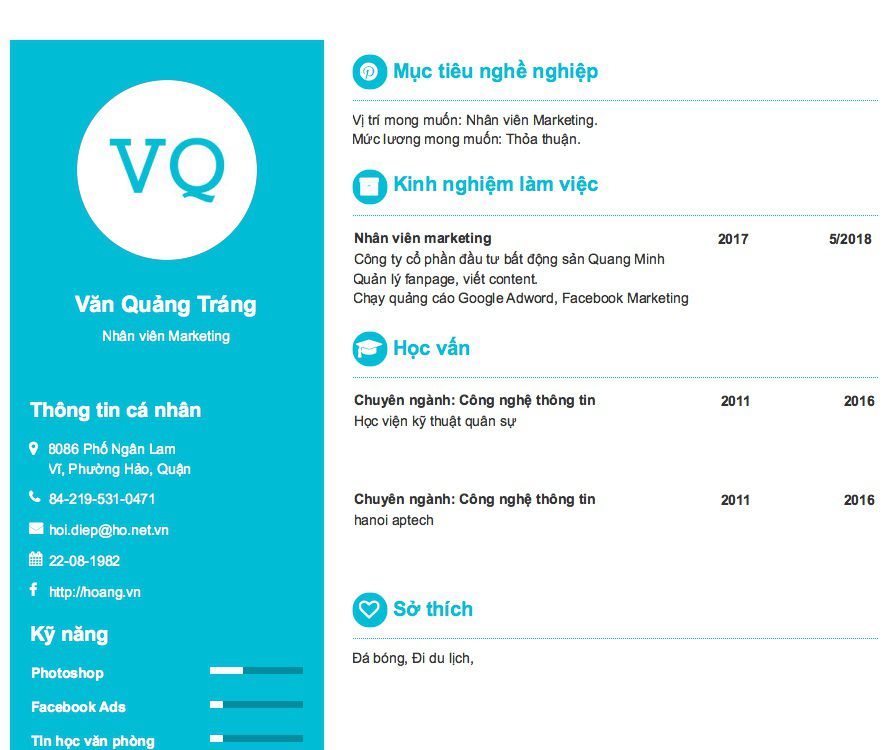 VQ
Văn Quảng Tráng
Nhân viên Marketing
Thông tin cá nhân
8086 Phố Ngân Lam
Vĩ, Phường Hảo, Quận
84-219-531-0471
hoi.diep@ho.net.vn
22-08-1982
http://hoang.vn
Kỹ năng
Photoshop
Facebook Ads
Tin học văn phòng
Mục tiêu nghề nghiệp
Vị trí mong muốn: Nhân viên Marketing.
Mức lương mong muốn: Thỏa thuận.
Kinh nghiệm làm việc
Nhân viên marketing 2017 5/2018
Công ty cổ phần đầu tư bất động sản Quang Minh
Quản lý fanpage, viết content.
Chạy quảng cáo Google Adword, Facebook Marketing
Học vấn
Chuyên ngành: Công nghệ thông tin 2011 2016
Học viện kỹ thuật quân sự
Chuyên ngành: Công nghệ thông tin 2011 2016
hanoi aptech
Sở thích
Đá bóng, Đi du lịch,